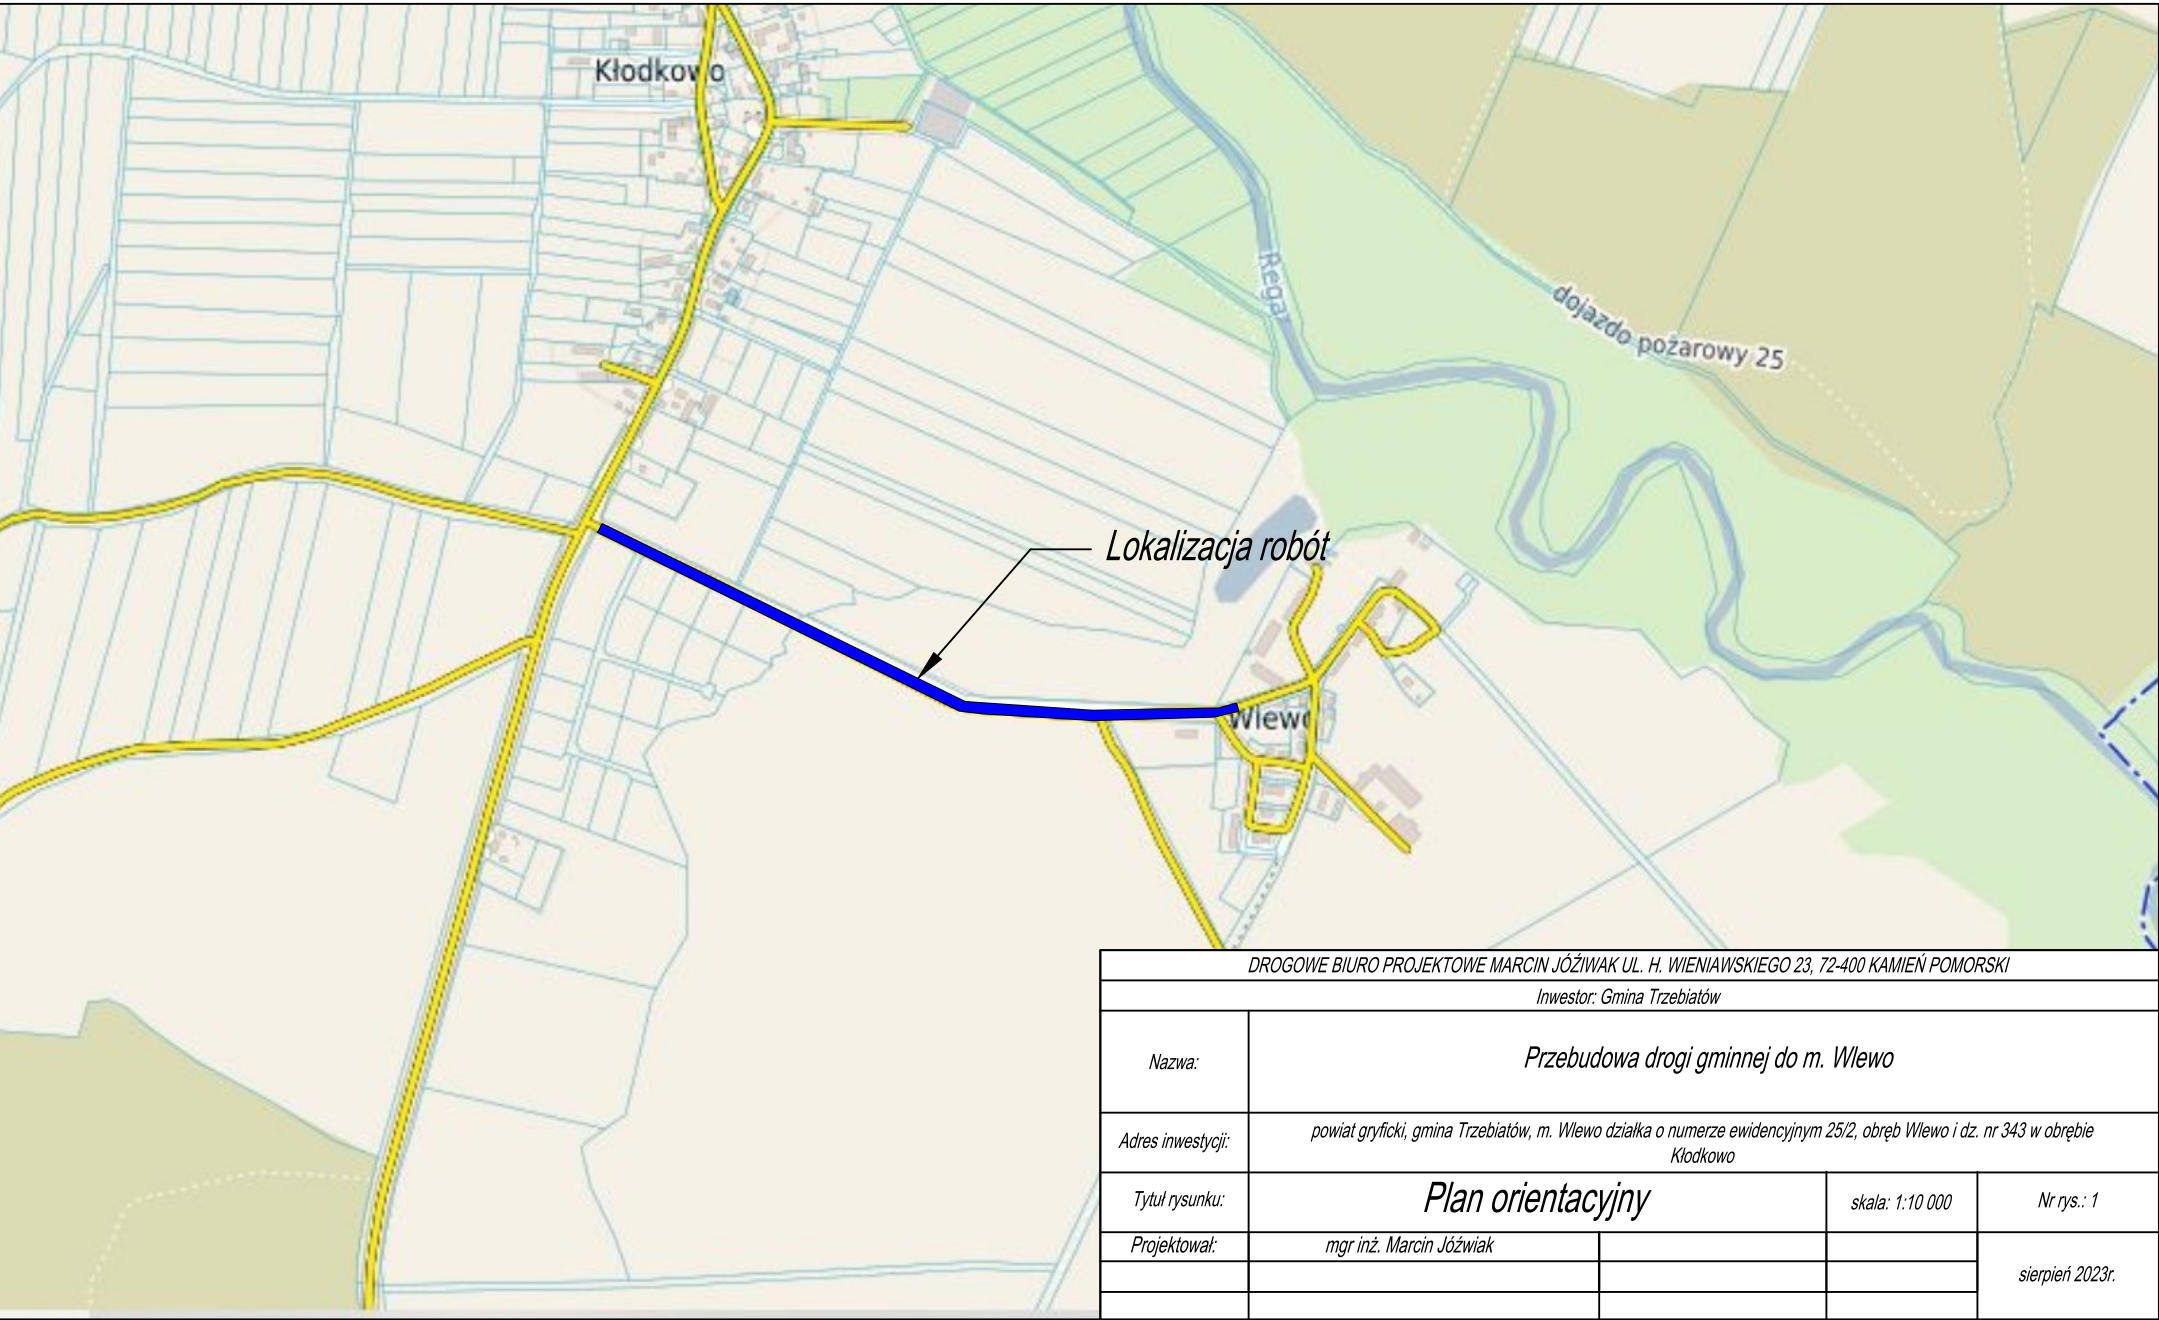 Kłodkowo
Rega
dojazdo pożarowy 25
Lokalizacja robót
Wlewo
DROGOWE BIURO PROJEKTOWE MARCIN JÓŹIWAK UL. H. WIENIAWSKIEGO 23, 72-400 KAMIEŃ POMORSKI
Inwestor: Gmina Trzebiatów
Nazwa:
Przebudowa drogi gminnej do m. Wlewo
Adres inwestycji:
powiat gryficki, gmina Trzebiatów, m. Wlewo działka o numerze ewidencyjnym 25/2, obręb Wlewo i dz. nr 343 w obrębie
Kłodkowo
Tytuł rysunku:
Plan orientacyjny
skala: 1:10 000
Nr rys.: 1
Projektował:
mgr inż. Marcin Jóźwiak
sierpień 2023r.